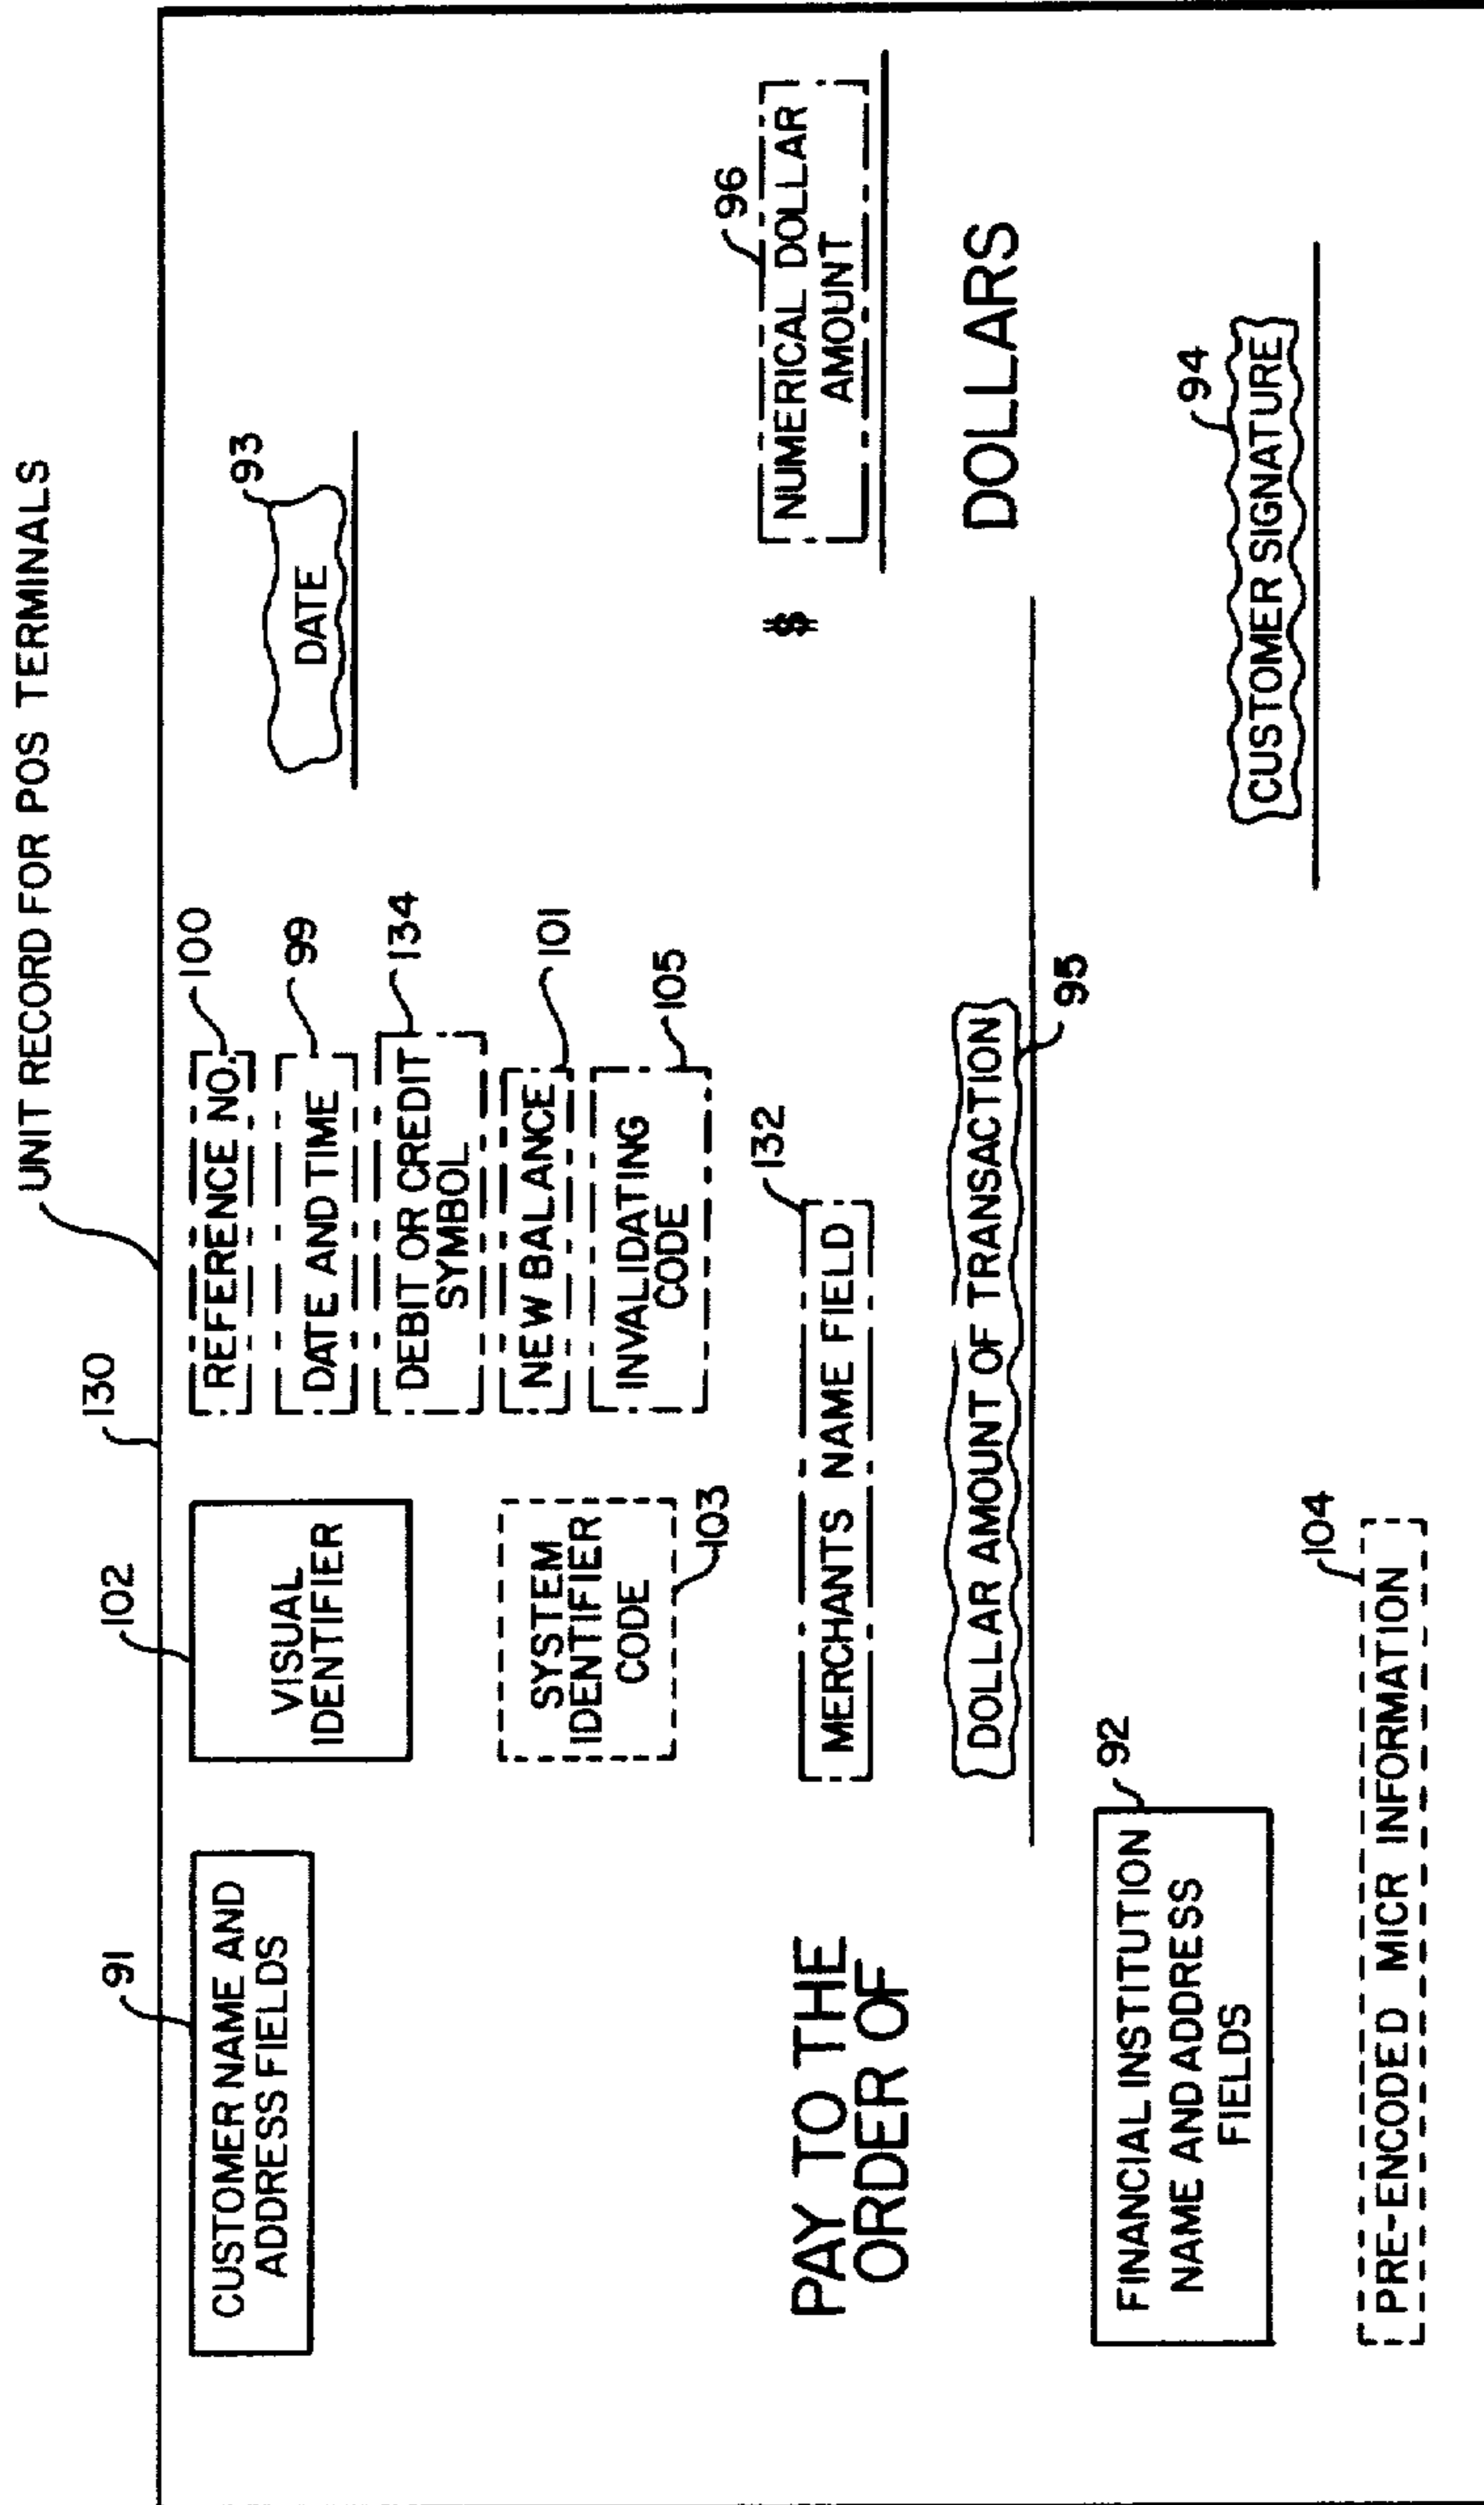 UNIT RECORD FOR POS TERMINALS
130
91
CUSTOMER NAME AND
ADDRESS FIELDS
102
VISUAL
IDENTIFIER
SYSTEM
IDENTIFIER
CODE
103
REFERENCE NO.
100
DATE AND TIME
99
DEBIT OR CREDIT
SYMBOL
134
NEW BALANCE
101
INVALIDATING
CODE
105
93
DATE
PAY TO THE
ORDER OF
132
MERCHANTS NAME FIELD
$
96
NUMERICAL DOLLAR
AMOUNT
DOLLAR AMOUNT OF TRANSACTION
95
DOLLARS
92
FINANCIAL INSTITUTION
NAME AND ADDRESS
FIELDS
94
CUSTOMER SIGNATURE
104
PRE-ENCODED MICR INFORMATION